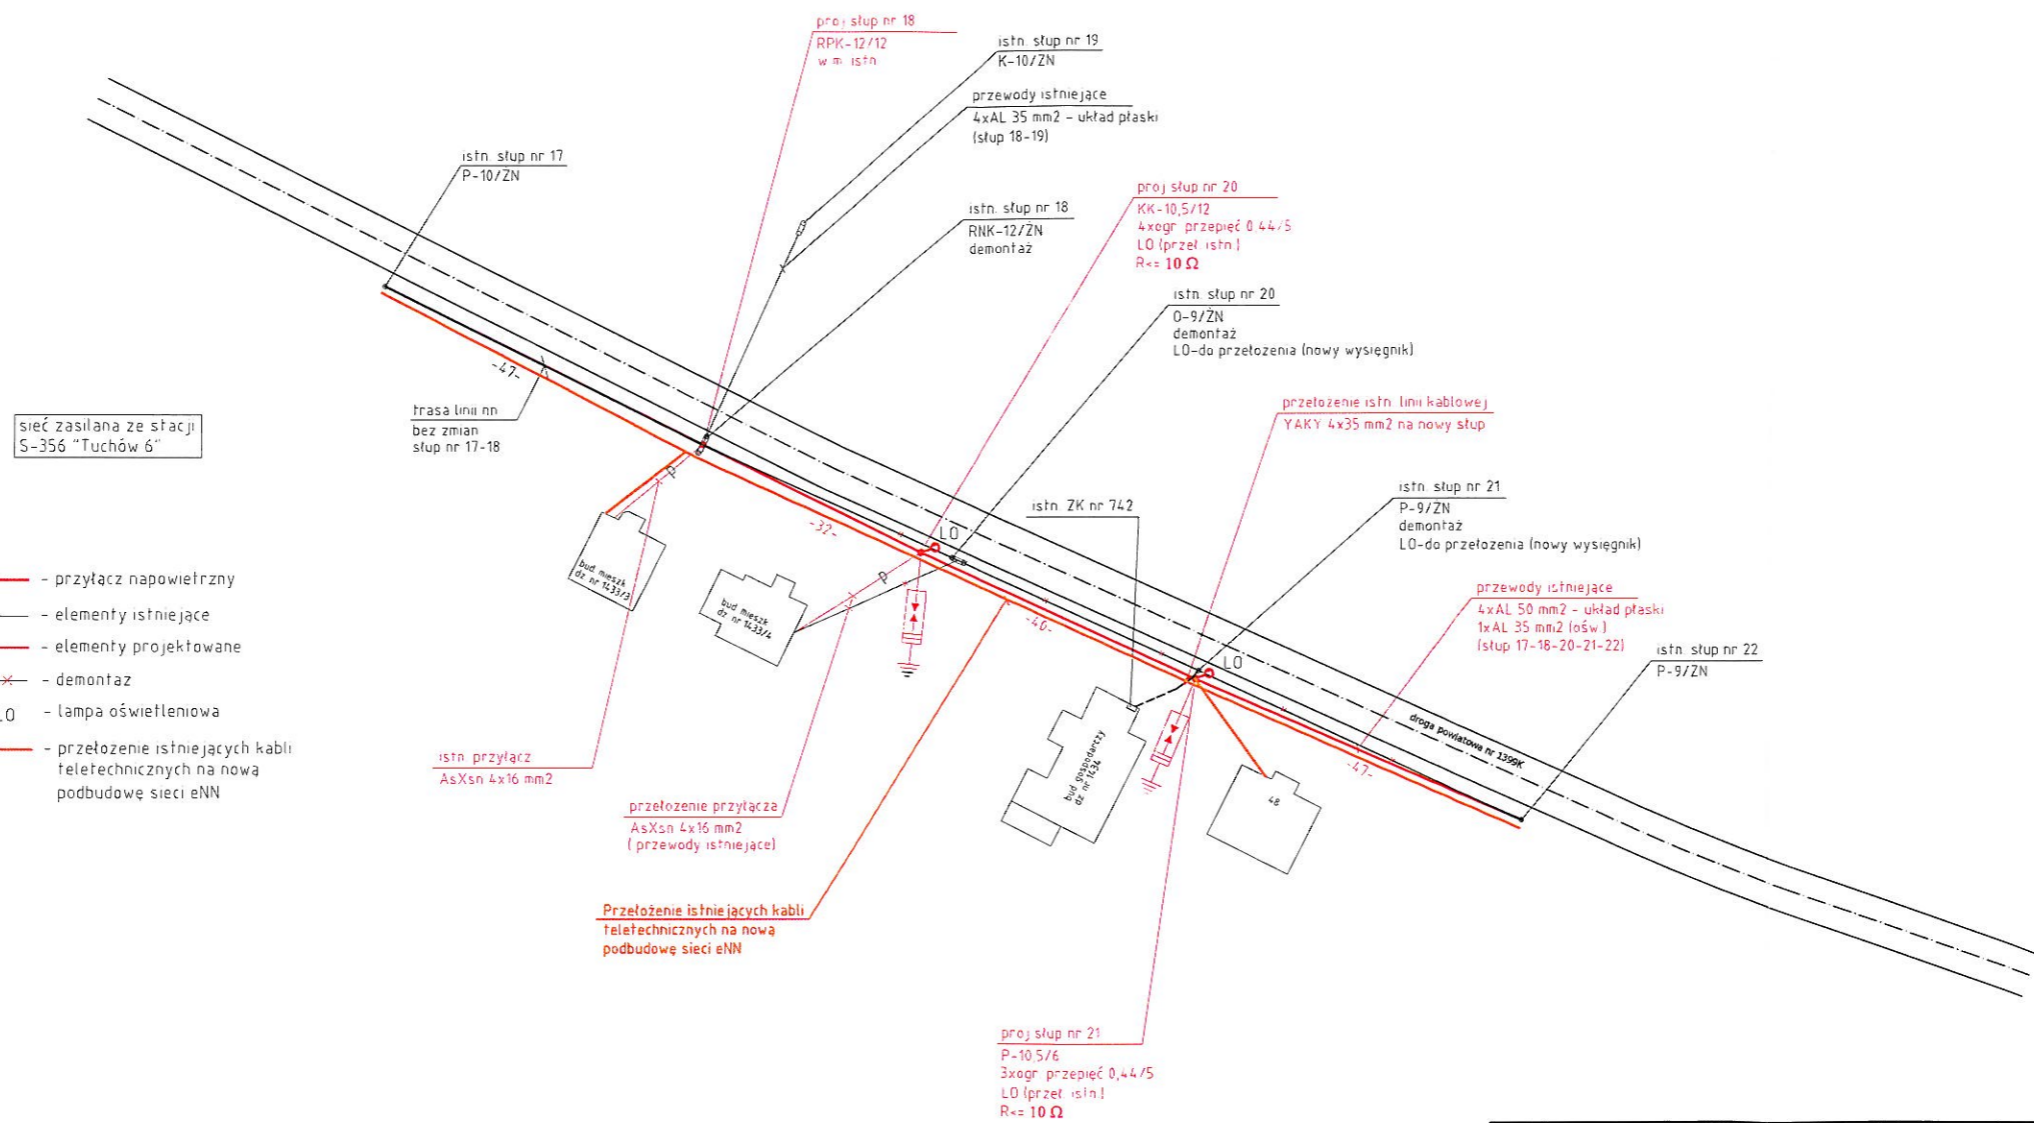 proj słup nr 18
RPK-12/12
w m. istn
istn. słup nr 19
K-10/ŻN
przewody istniejące
4xAL 35 mm2 - układ płaski
(słup 18-19)
istn. słup nr 17
P-10/ŻN
proj słup nr 20
KK-10,5/12
4xogr przepięć 0.44/5
LO (przeł. istn.)
R<= 10 Ω
istn. słup nr 18
RNK-12/ŻN
demontaż
istn. słup nr 20
O-9/ŻN
demontaż
LO-do przełożenia (nowy wysięgnik)
-47-
trasa linii nn
bez zmian
słup nr 17-18
sieć zasilana ze stacji
S-356 "Tuchów 6"
przełożenie istn. linii kablowej
YAKY 4x35 mm2 na nowy słup
istn. słup nr 21
P-9/ŻN
demontaż
LO-do przełożenia (nowy wysięgnik)
istn. ZK nr 742
-32-
LO
bud. mieszk
dz. nr 1433/3
bud. mieszk
dz. nr 1433/4
-40-
LO
przewody istniejące
4xAL 50 mm2 - układ płaski
1xAL 35 mm2 (ośw.)
(słup 17-18-20-21-22)
istn. słup nr 22
P-9/ŻN
droga powiatowa nr 1399K
-47-
bud. gospodarczy
dz. nr 1434
48
- przyłącz napowietrzny
- elementy istniejące
- elementy projektowane
- demontaż
LO - lampa oświetleniowa
- przełożenie istniejących kabli
teletechnicznych na nową
podbudowę sieci eNN
istn. przyłącz
AsXsn 4x16 mm2
przełożenie przyłącza
AsXsn 4x16 mm2
( przewody istniejące)
Przełożenie istniejących kabli
teletechnicznych na nową
podbudowę sieci eNN
proj słup nr 21
P-10,5/6
3xogr przepięć 0,44/5
LO (przeł. istn.)
R<= 10 Ω